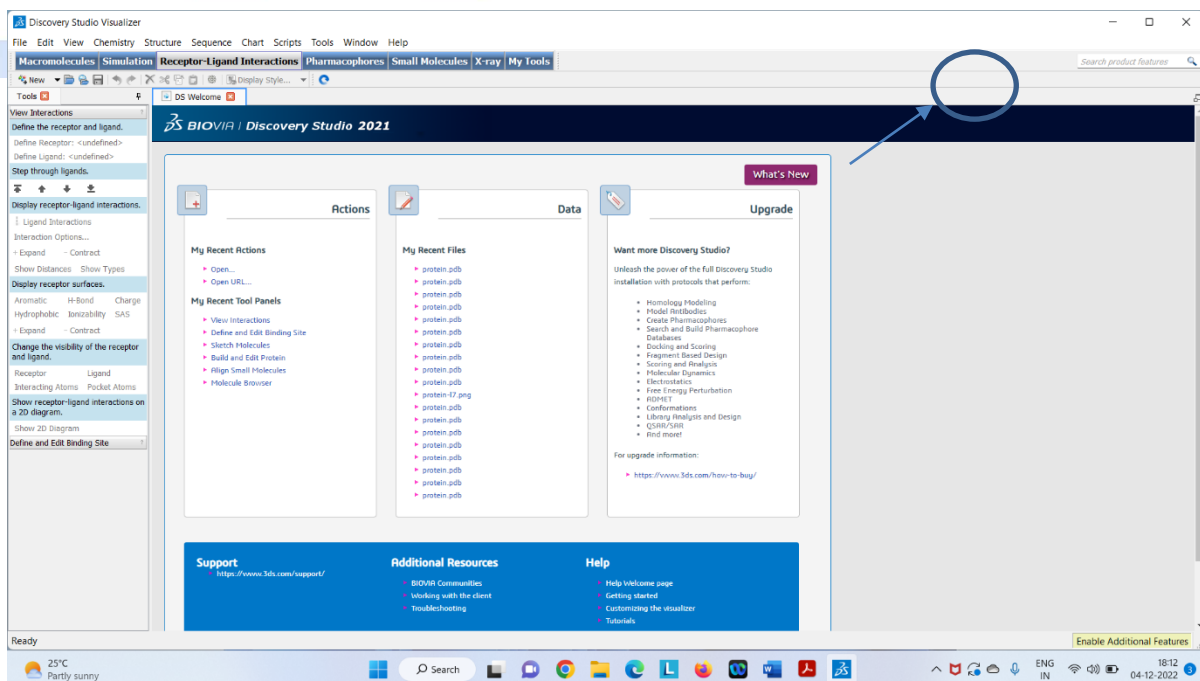 Discovery Studio Visualizer
File Edit View Chemistry Structure Sequence Chart Scripts Tools Window Help
Macromolecules Simulation Receptor-Ligand Interactions Pharmacophores Small Molecules X-ray My Tools
Search product features
New Display Style...
Tools
DS Welcome
View Interactions
Define the receptor and ligand.
Define Receptor: <undefined>
Define Ligand: <undefined>
Step through ligands.
Display receptor-ligand interactions.
Ligand Interactions
Interaction Options...
+ Expand - Contract
Show Distances Show Types
Display receptor surfaces.
Aromatic H-Bond Charge
Hydrophobic Ionizability SAS
+ Expand - Contract
Change the visibility of the receptor
and ligand.
Receptor Ligand
Interacting Atoms Pocket Atoms
Show receptor-ligand interactions on
a 2D diagram.
Show 2D Diagram
Define and Edit Binding Site
BIOVIA | Discovery Studio 2021
What's New
Actions
My Recent Actions
Open...
Open URL...
My Recent Tool Panels
View Interactions
Define and Edit Binding Site
Sketch Molecules
Build and Edit Protein
Align Small Molecules
Molecule Browser
Data
My Recent Files
protein.pdb
protein.pdb
protein.pdb
protein.pdb
protein.pdb
protein.pdb
protein.pdb
protein.pdb
protein.pdb
protein.pdb
protein-l7.png
protein.pdb
protein.pdb
protein.pdb
protein.pdb
protein.pdb
protein.pdb
protein.pdb
protein.pdb
Upgrade
Want more Discovery Studio?
Unleash the power of the full Discovery Studio
installation with protocols that perform:
Homology Modeling
Model Antibodies
Create Pharmacophores
Search and Build Pharmacophore
Databases
Docking and Scoring
Fragment Based Design
Scoring and Analysis
Molecular Dynamics
Electrostatics
Free Energy Perturbation
ADMET
Conformations
Library Analysis and Design
QSAR/SAR
And more!
For upgrade information:
https://www.3ds.com/how-to-buy/
Support
https://www.3ds.com/support/
Additional Resources
BIOVIA Communities
Working with the client
Troubleshooting
Help
Help Welcome page
Getting started
Customizing the visualizer
Tutorials
Ready
Enable Additional Features
25°C
Partly sunny
Search
ENG
IN
18:12
04-12-2022
3